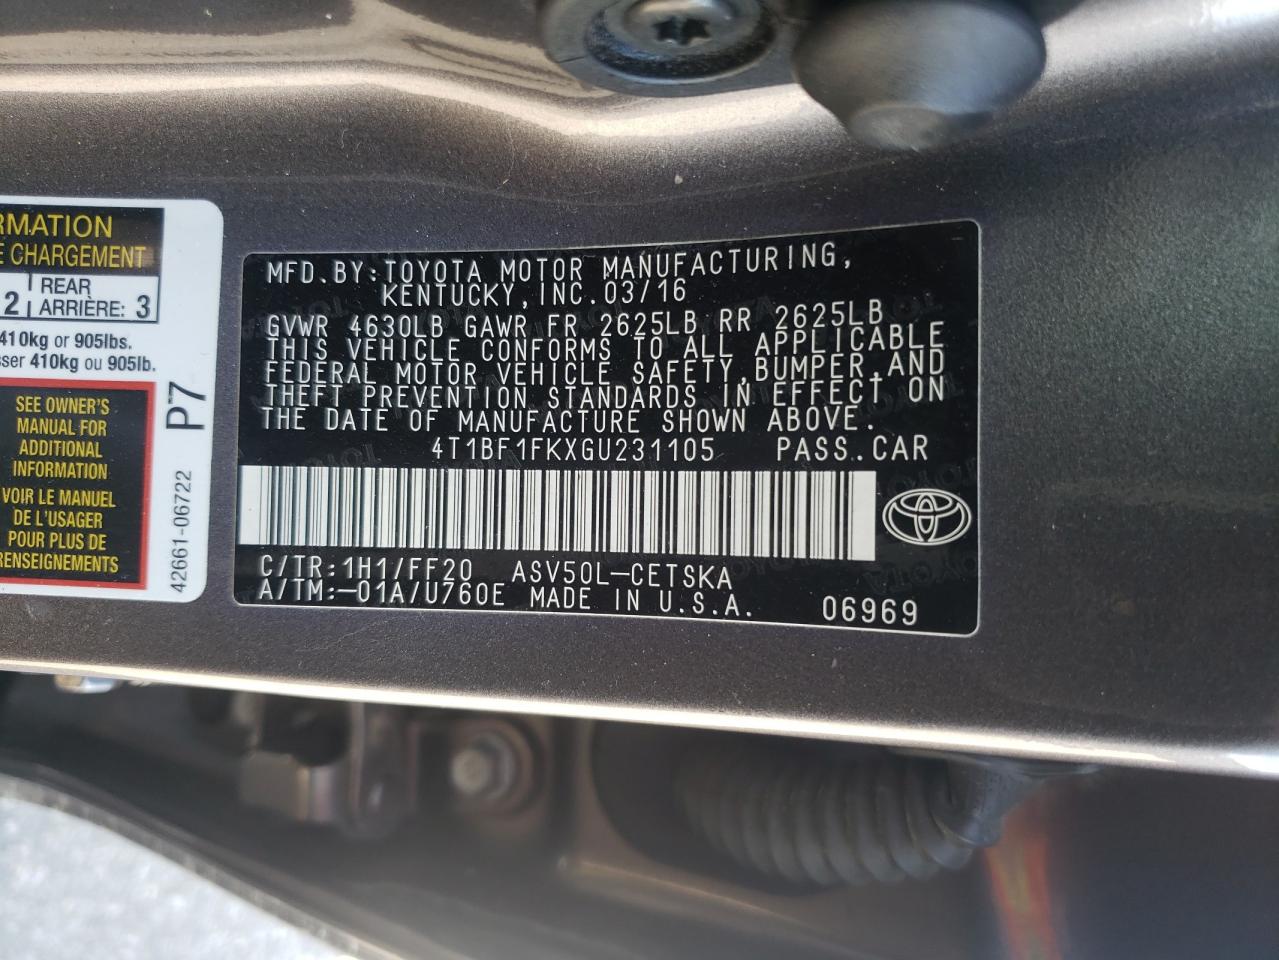 RMATION
E CHARGEMENT
2 REAR
ARRIÈRE: 3
410kg or 905lbs.
sser 410kg ou 905lb.
SEE OWNER'S
MANUAL FOR
ADDITIONAL
INFORMATION
VOIR LE MANUEL
DE L'USAGER
POUR PLUS DE
RENSEIGNEMENTS
P7
42661-06722
MFD.BY:TOYOTA MOTOR MANUFACTURING,
KENTUCKY,INC.03/16
GVWR 4630LB GAWR FR 2625LB RR 2625LB
THIS VEHICLE CONFORMS TO ALL APPLICABLE
FEDERAL MOTOR VEHICLE SAFETY,BUMPER,AND
THEFT PREVENTION STANDARDS IN EFFECT ON
THE DATE OF MANUFACTURE SHOWN ABOVE.
4T1BF1FKXGU231105 PASS.CAR
C/TR:1H1/FF20 ASV50L-CETSKA
A/TM:-01A/U760E MADE IN U.S.A. 06969